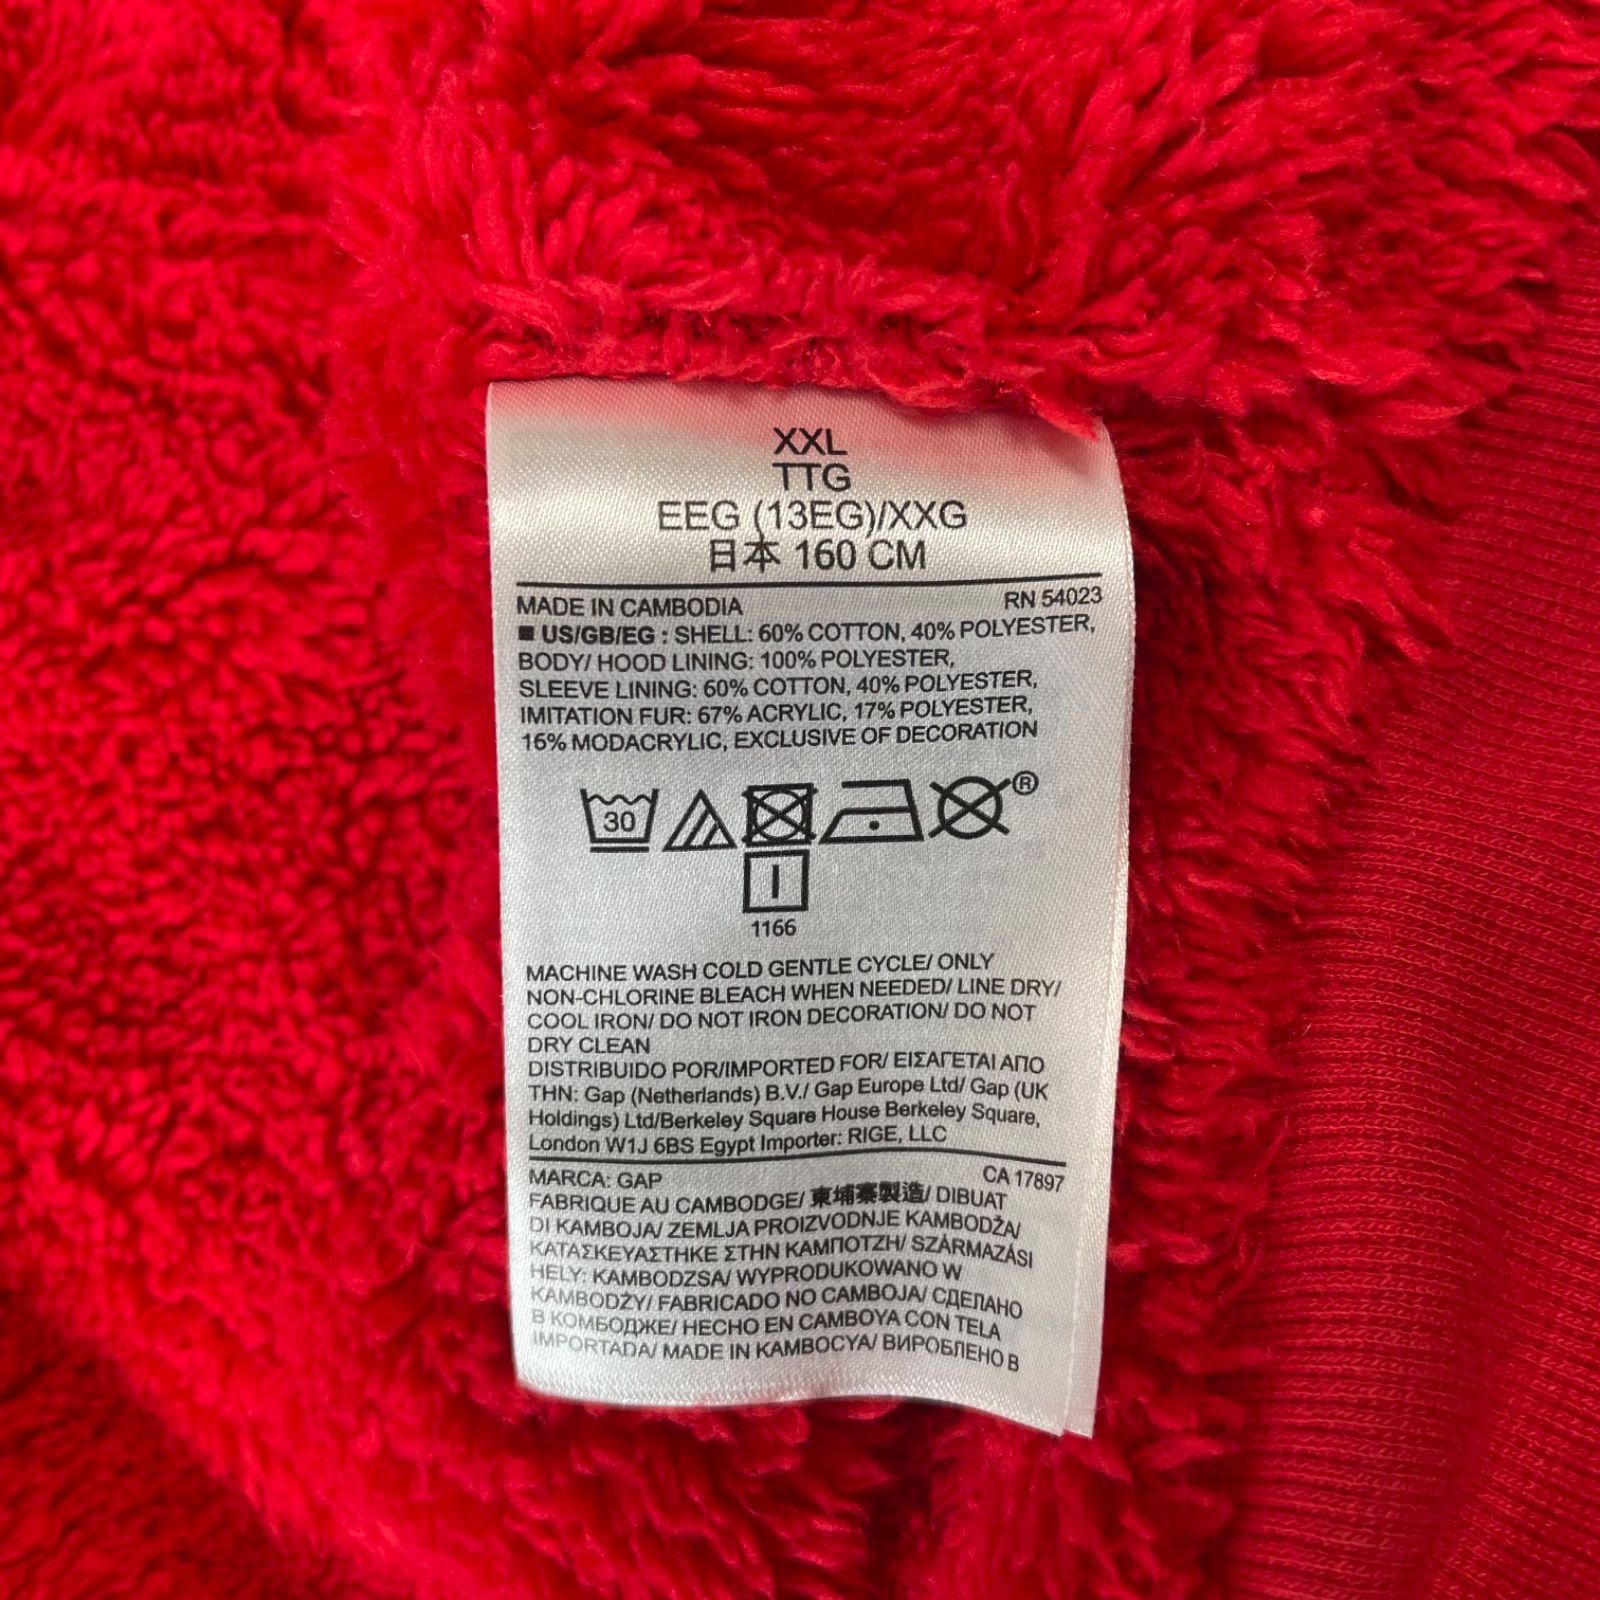 XXL
TTG
EEG (13EG)/XXG
日本 160 CM
MADE IN CAMBODIA RN 54023
■ US/GB/EG : SHELL: 60% COTTON, 40% POLYESTER,
BODY/ HOOD LINING: 100% POLYESTER,
SLEEVE LINING: 60% COTTON, 40% POLYESTER,
IMITATION FUR: 67% ACRYLIC, 17% POLYESTER,
16% MODACRYLIC, EXCLUSIVE OF DECORATION
30 ®
1166
MACHINE WASH COLD GENTLE CYCLE/ ONLY
NON-CHLORINE BLEACH WHEN NEEDED/ LINE DRY/
COOL IRON/ DO NOT IRON DECORATION/ DO NOT
DRY CLEAN
DISTRIBUIDO POR/IMPORTED FOR/ ΕΙΣΑΓΕΤΑΙ ΑΠΟ
ΤΗΝ: Gap (Netherlands) B.V./ Gap Europe Ltd/ Gap (UK
Holdings) Ltd/Berkeley Square House Berkeley Square,
London W1J 6BS Egypt Importer: RIGE, LLC
MARCA: GAP CA 17897
FABRIQUE AU CAMBODGE/ 柬埔寨製造/ DIBUAT
DI KAMBOJA/ ZEMLJA PROIZVODNJE KAMBODŽA/
ΚΑΤΑΣΚΕΥΑΣΤΗΚΕ ΣΤΗΝ ΚΑΜΠΟΤΖΗ/ SZÁRMAZÁSI
HELY: KAMBODZSA/ WYPRODUKOWANO W
KAMBODŻY/ FABRICADO NO CAMBOJA/ СДЕЛАНО
В КОМБОДЖЕ/ HECHO EN CAMBOYA CON TELA
IMPORTADA/ MADE IN KAMBOCYA/ ВИРОБЛЕНО В